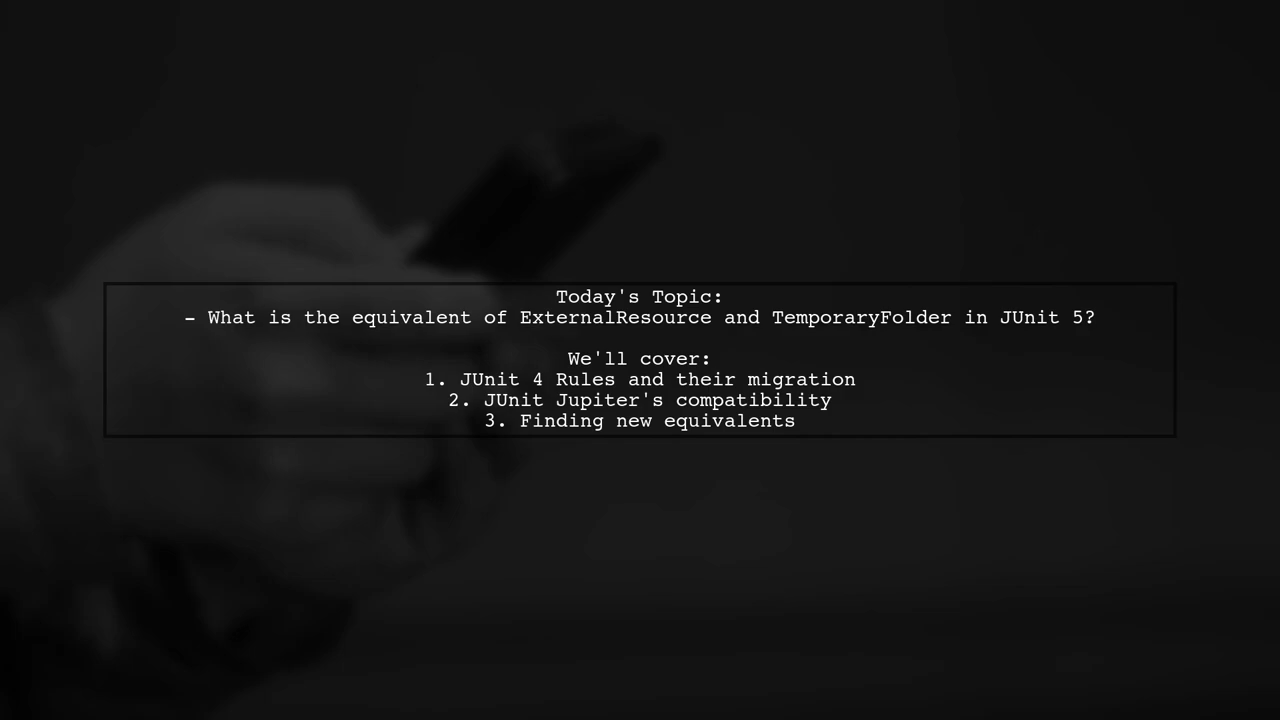 Today's Topic:
– What is the equivalent of ExternalResource and TemporaryFolder in JUnit 5?
We'll cover:
1. JUnit 4 Rules and their migration
2. JUnit Jupiter's compatibility
3. Finding new equivalents